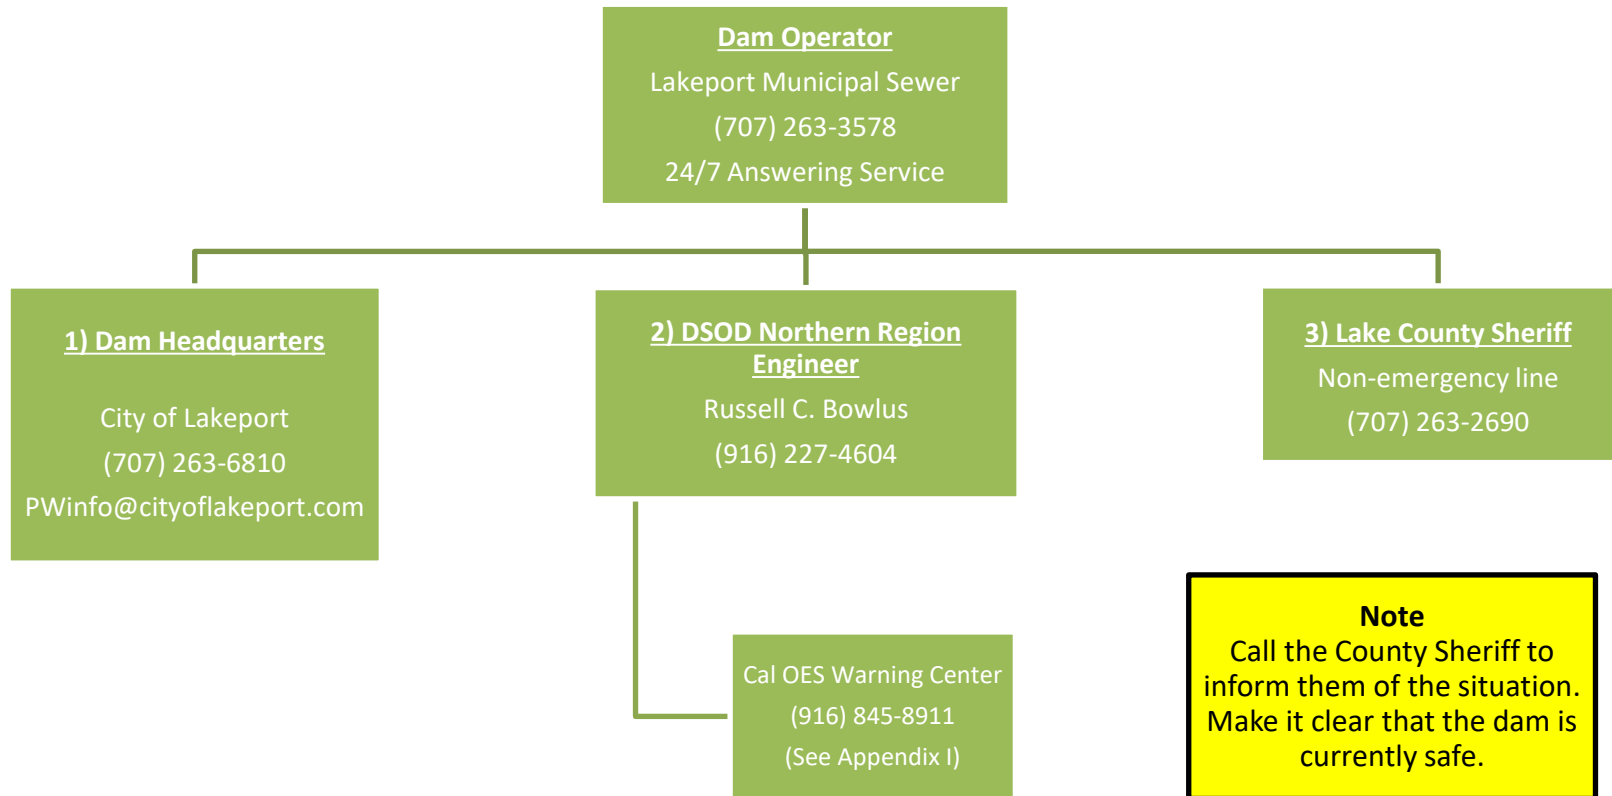 Dam Operator
Lakeport Municipal Sewer
(707) 263-3578
24/7 Answering Service
1) Dam Headquarters
City of Lakeport
(707) 263-6810
PWinfo@cityoflakeport.com
2) DSOD Northern Region
Engineer
Russell C. Bowlus
(916) 227-4604
3) Lake County Sheriff
Non-emergency line
(707) 263-2690
Cal OES Warning Center
(916) 845-8911
(See Appendix I)
Note
Call the County Sheriff to
inform them of the situation.
Make it clear that the dam is
currently safe.